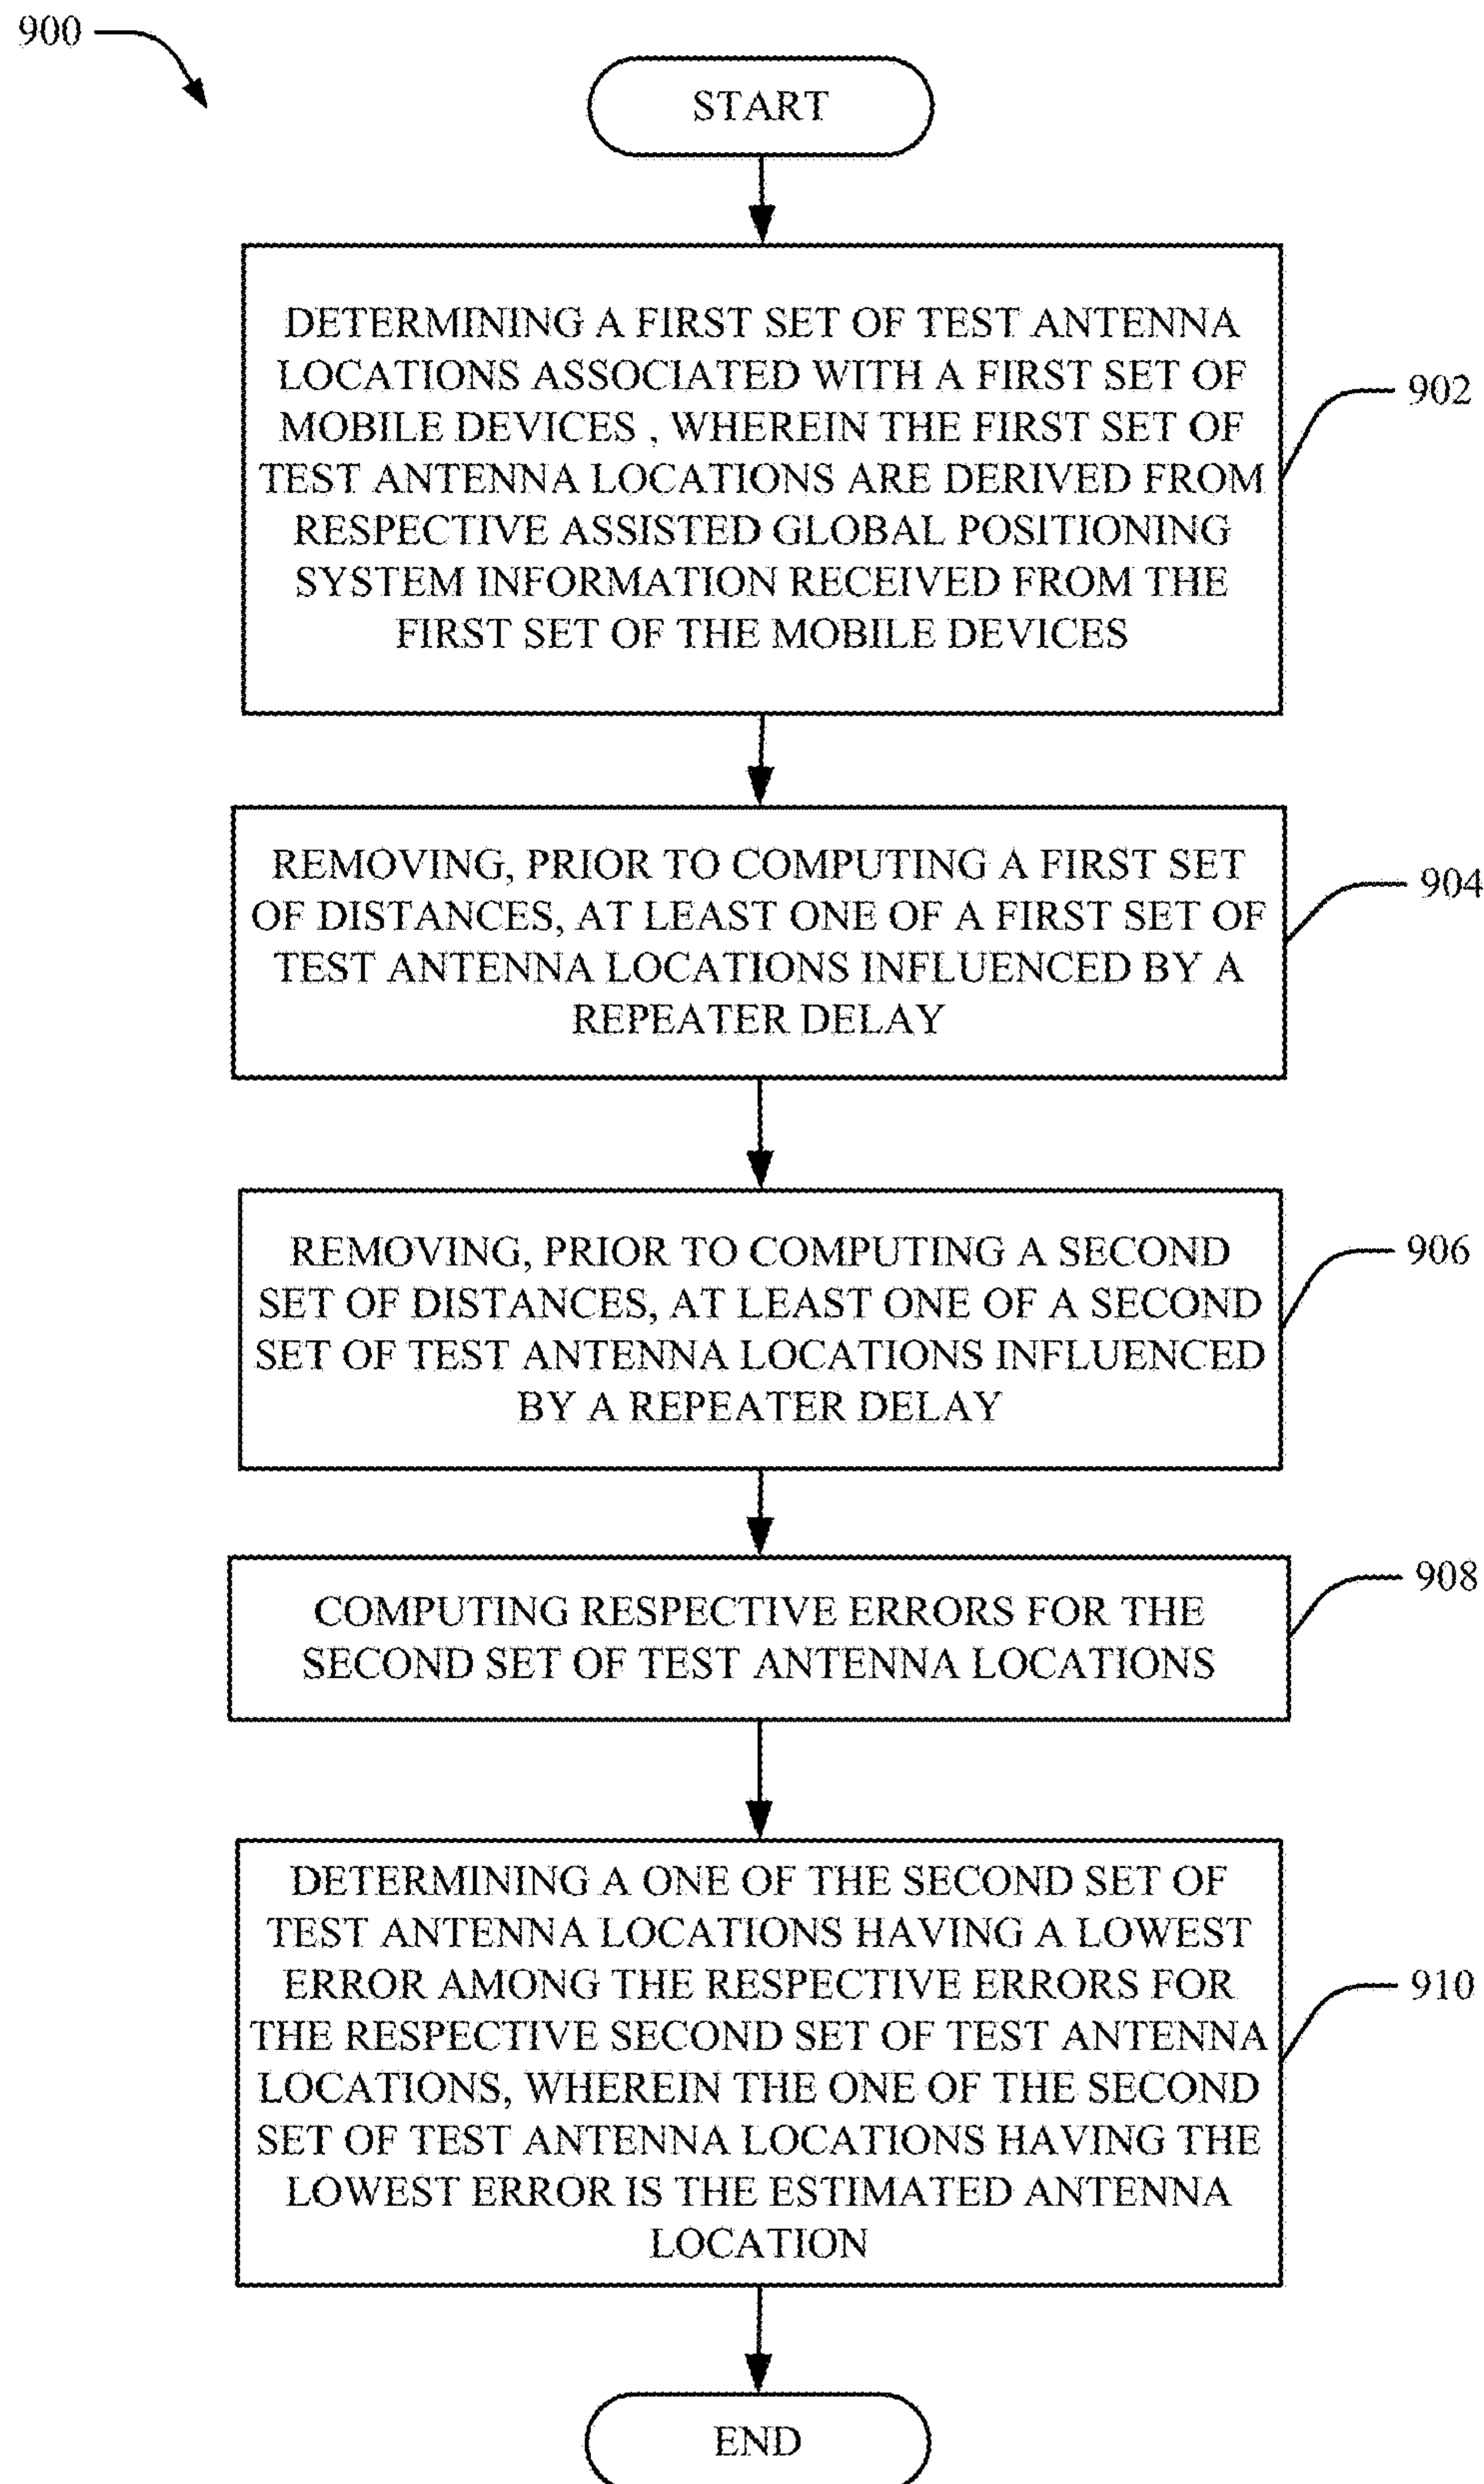 900
START
DETERMINING A FIRST SET OF TEST ANTENNA
LOCATIONS ASSOCIATED WITH A FIRST SET OF
MOBILE DEVICES , WHEREIN THE FIRST SET OF
TEST ANTENNA LOCATIONS ARE DERIVED FROM
RESPECTIVE ASSISTED GLOBAL POSITIONING
SYSTEM INFORMATION RECEIVED FROM THE
FIRST SET OF THE MOBILE DEVICES
902
REMOVING, PRIOR TO COMPUTING A FIRST SET
OF DISTANCES, AT LEAST ONE OF A FIRST SET OF
TEST ANTENNA LOCATIONS INFLUENCED BY A
REPEATER DELAY
904
REMOVING, PRIOR TO COMPUTING A SECOND
SET OF DISTANCES, AT LEAST ONE OF A SECOND
SET OF TEST ANTENNA LOCATIONS INFLUENCED
BY A REPEATER DELAY
906
COMPUTING RESPECTIVE ERRORS FOR THE
SECOND SET OF TEST ANTENNA LOCATIONS
908
DETERMINING A ONE OF THE SECOND SET OF
TEST ANTENNA LOCATIONS HAVING A LOWEST
ERROR AMONG THE RESPECTIVE ERRORS FOR
THE RESPECTIVE SECOND SET OF TEST ANTENNA
LOCATIONS, WHEREIN THE ONE OF THE SECOND
SET OF TEST ANTENNA LOCATIONS HAVING THE
LOWEST ERROR IS THE ESTIMATED ANTENNA
LOCATION
910
END